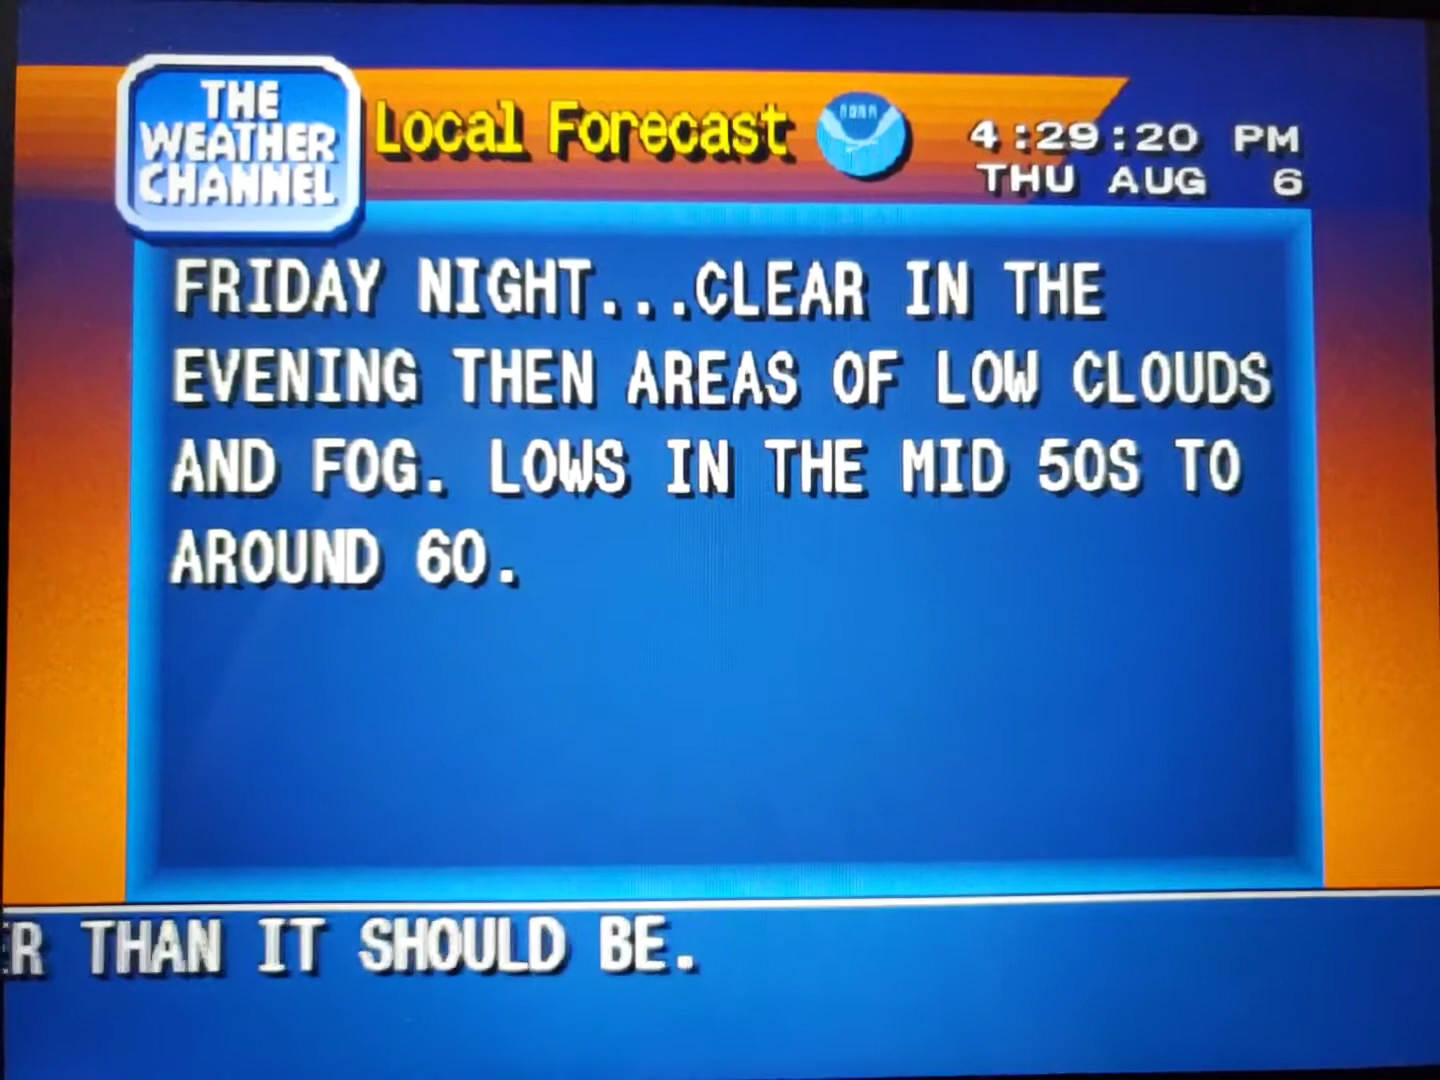 THE
WEATHER
CHANNEL
Local Forecast
NOAA
4:29:20 PM
THU AUG 6
FRIDAY NIGHT...CLEAR IN THE
EVENING THEN AREAS OF LOW CLOUDS
AND FOG. LOWS IN THE MID 50S TO
AROUND 60.
R THAN IT SHOULD BE.